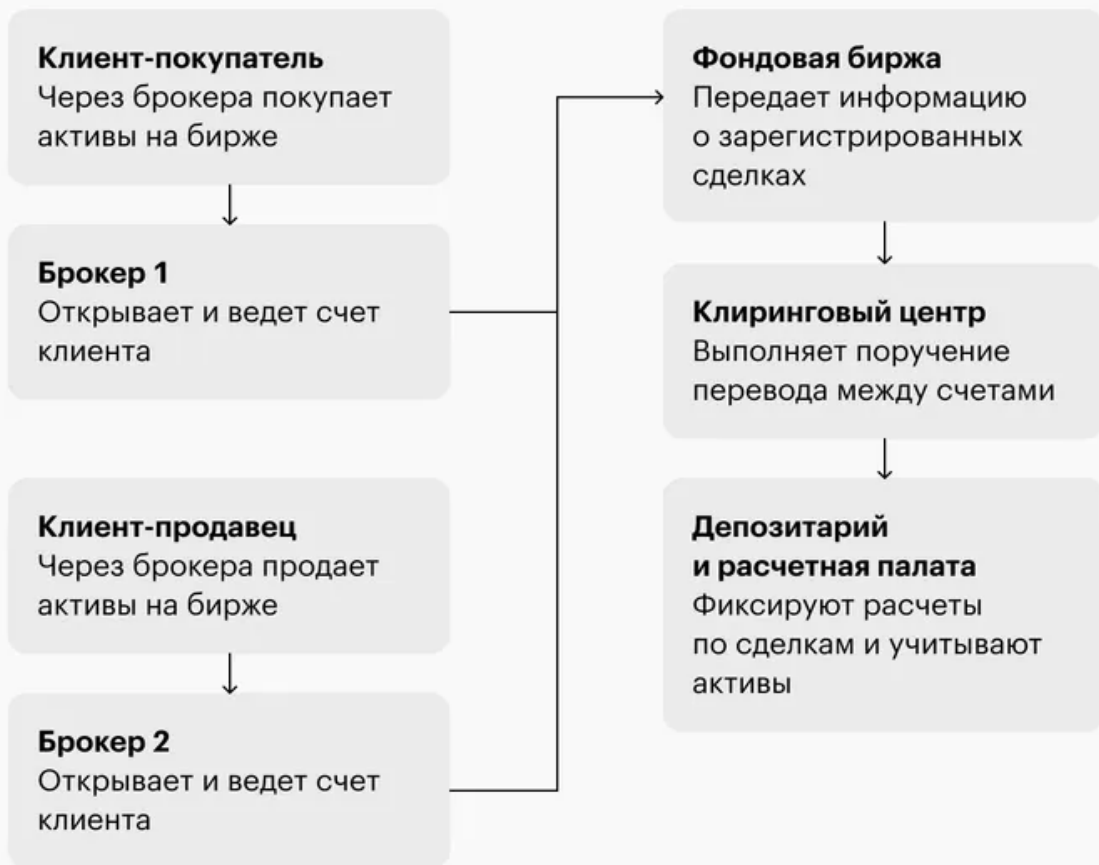 Клиент-покупатель
Через брокера покупает
активы на бирже
Брокер 1
Открывает и ведет счет
клиента
Клиент-продавец
Через брокера продает
активы на бирже
Брокер 2
Открывает и ведет счет
клиента
Фондовая биржа
Передает информацию
о зарегистрированных
сделках
Клиринговый центр
Выполняет поручение
перевода между счетами
Депозитарий
и расчетная палата
Фиксируют расчеты
по сделкам и учитывают
активы